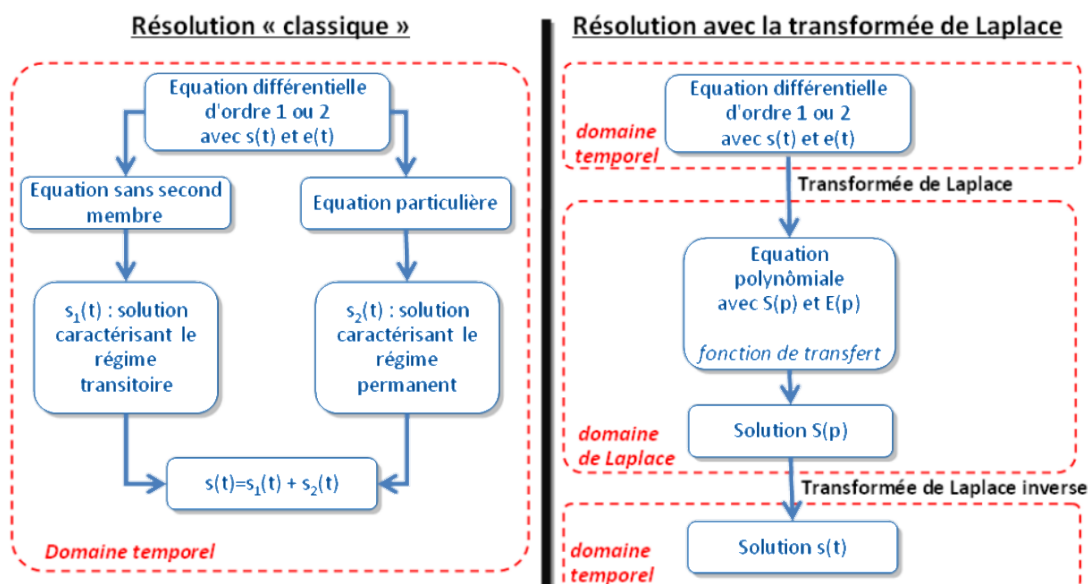 Résolution « classique »
Equation différentielle
d'ordre 1 ou 2
avec s(t) et e(t)
Equation sans second
membre
Equation particulière
s₁(t) : solution
caractérisant le
régime
transitoire
s₂(t) : solution
caractérisant le
régime
permanent
s(t)=s₁(t) + s₂(t)
Domaine temporel
Résolution avec la transformée de Laplace
Equation différentielle
d'ordre 1 ou 2
avec s(t) et e(t)
domaine
temporel
Transformée de Laplace
Equation
polynômiale
avec S(p) et E(p)
fonction de transfert
Solution S(p)
domaine
de Laplace
Transformée de Laplace inverse
Solution s(t)
domaine
temporel